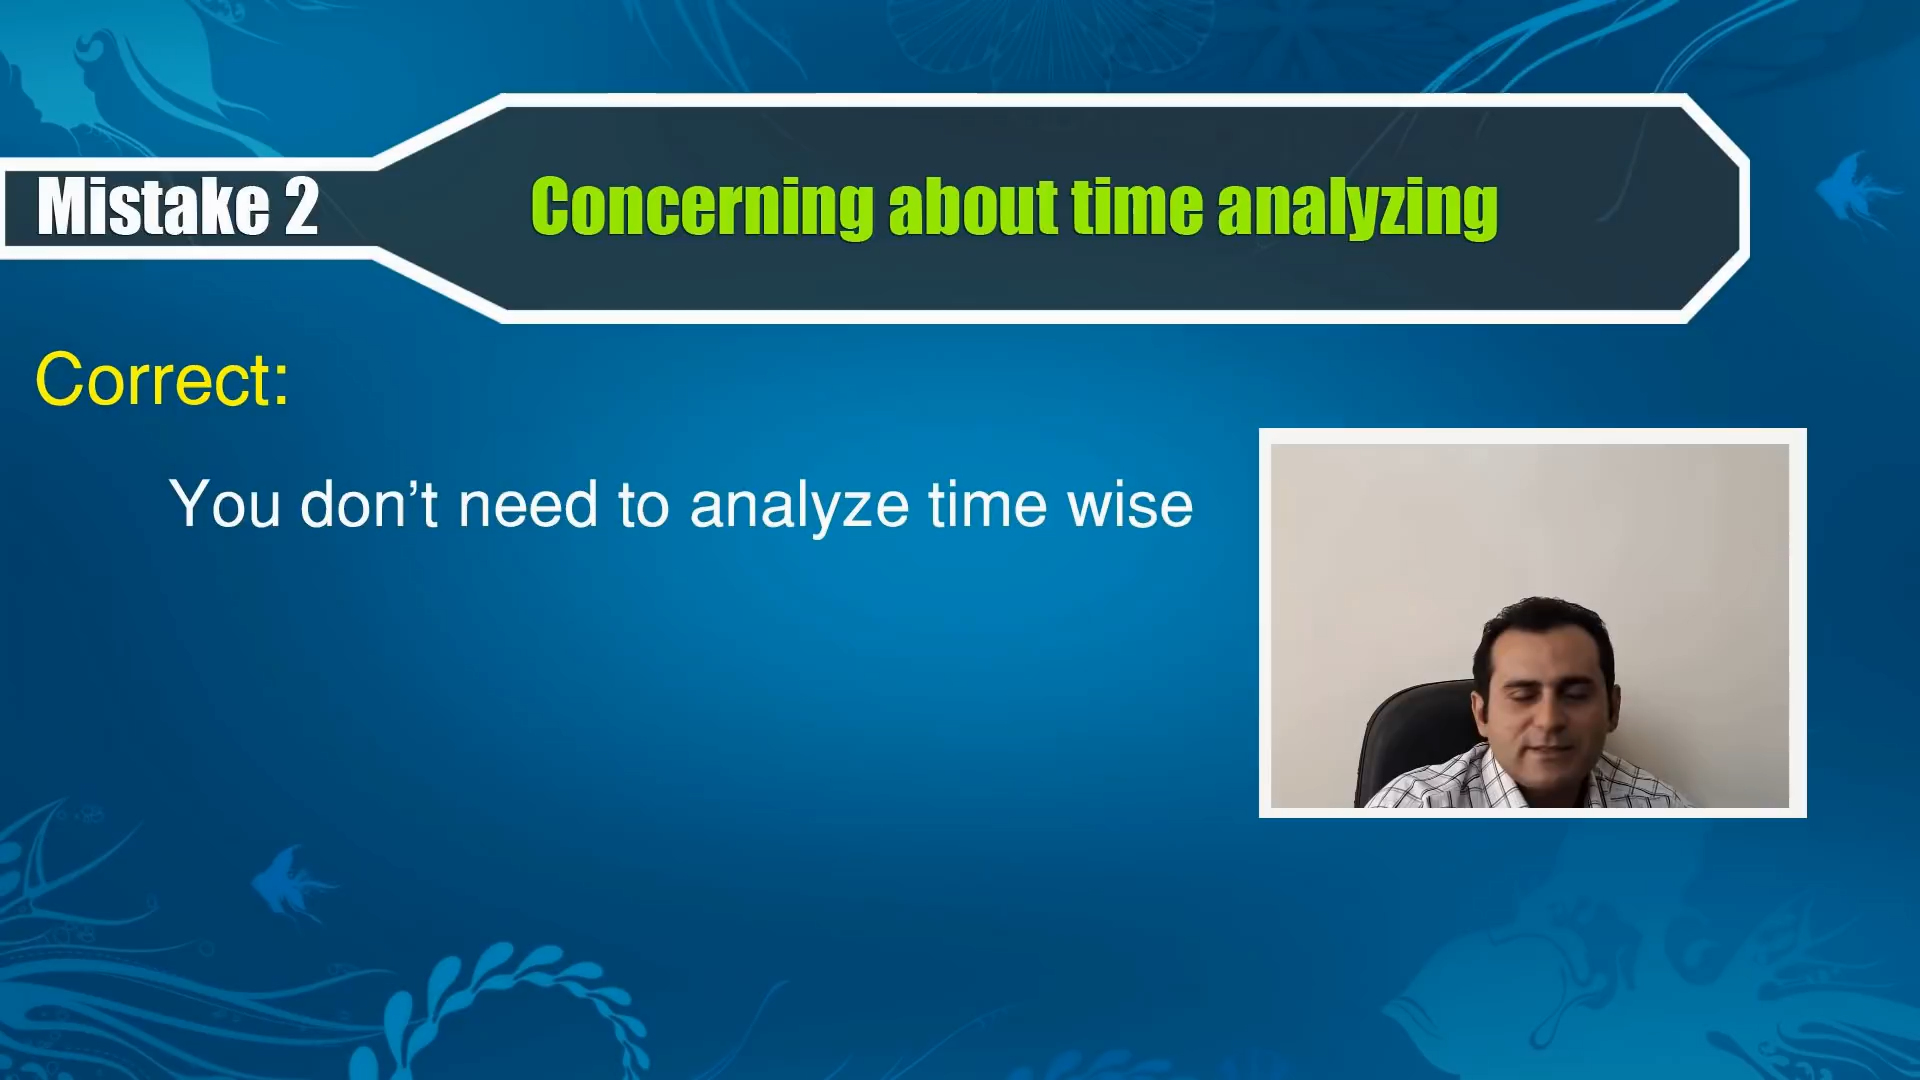 Mistake 2
Concerning about time analyzing
Correct:
You don’t need to analyze time wise